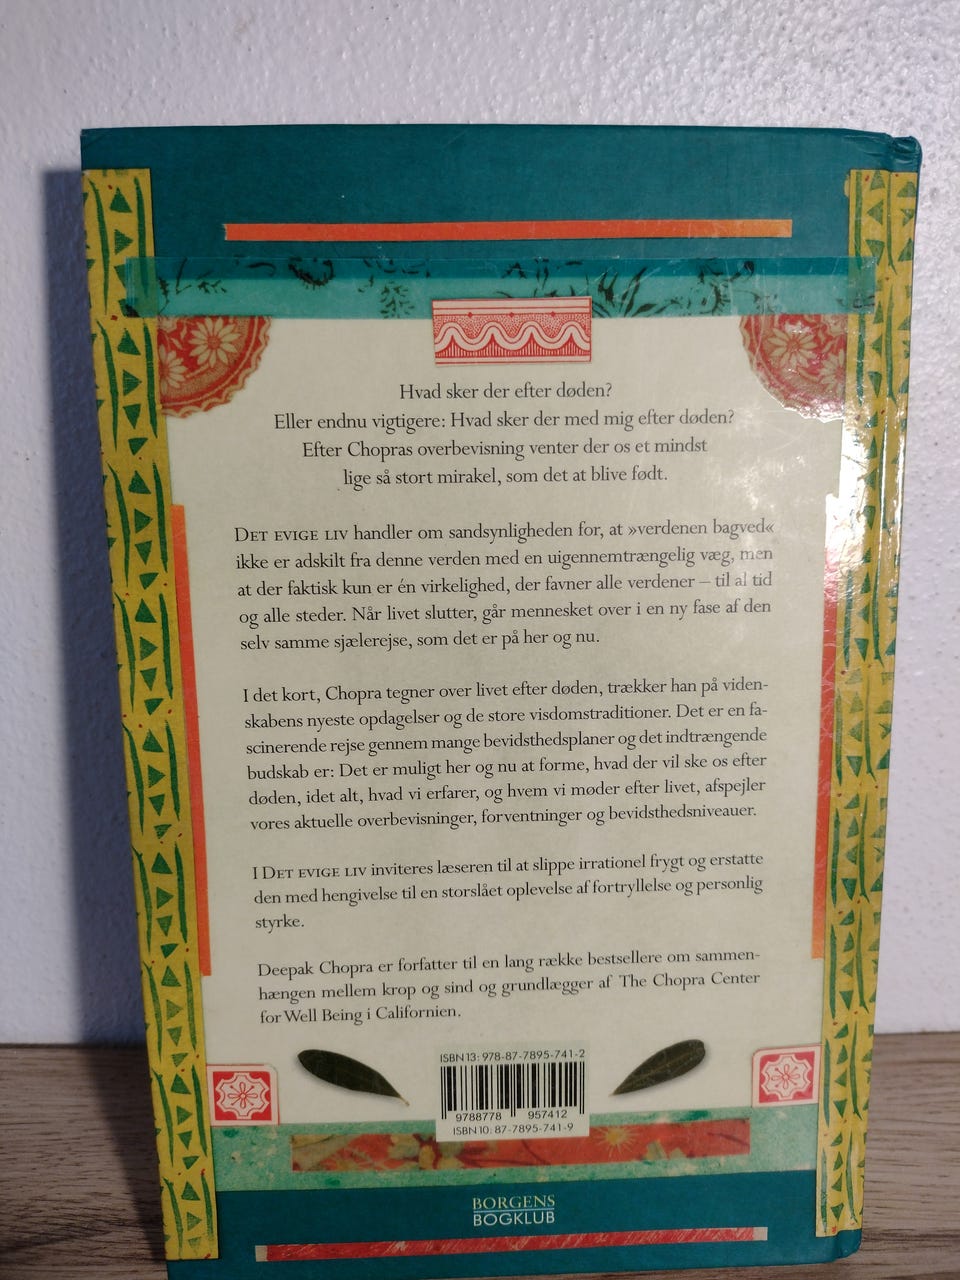 Hvad sker der efter døden?
Eller endnu vigtigere: Hvad sker der med mig efter døden?
Efter Chopras overbevisning venter der os et mindst
lige så stort mirakel, som det at blive født.
DET EVIGE LIV handler om sandsynligheden for, at »verdenen bagved«
ikke er adskilt fra denne verden med en uigennemtrængelig væg, men
at der faktisk kun er én virkelighed, der favner alle verdener – til al tid
og alle steder. Når livet slutter, går mennesket over i en ny fase af den
selv samme sjælerejse, som det er på her og nu.
I det kort, Chopra tegner over livet efter døden, trækker han på viden-
skabens nyeste opdagelser og de store visdomstraditioner. Det er en fa-
scinerende rejse gennem mange bevidsthedsplaner og det indtrængende
budskab er: Det er muligt her og nu at forme, hvad der vil ske os efter
døden, idet alt, hvad vi erfarer, og hvem vi møder efter livet, afspejler
vores aktuelle overbevisninger, forventninger og bevidsthedsniveauer.
I DET EVIGE LIV inviteres læseren til at slippe irrationel frygt og erstatte
den med hengivelse til en storslået oplevelse af fortryllelse og personlig
styrke.
Deepak Chopra er forfatter til en lang række bestsellere om sammen-
hængen mellem krop og sind og grundlægger af The Chopra Center
for Well Being i Californien.
ISBN 13: 978-87-7895-741-2
9788778 957412
ISBN 10: 87-7895-741-9
BORGENS
BOGKLUB